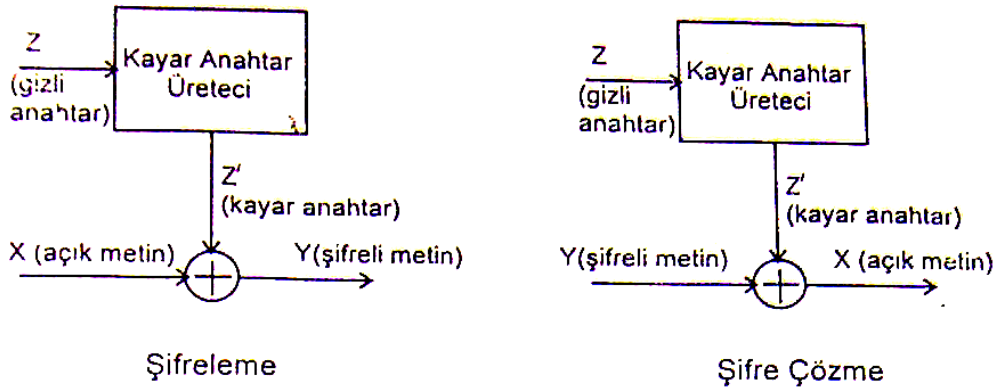 Z
(gizli
anahtar)
Kayar Anahtar
Üreteci
Z'
(kayar anahtar)
X (açık metin)
Y(şifreli metin)
Şifreleme
Z
(gizli
anahtar)
Kayar Anahtar
Üreteci
Z'
(kayar anahtar)
Y(şifreli metin)
X (açık metin)
Şifre Çözme